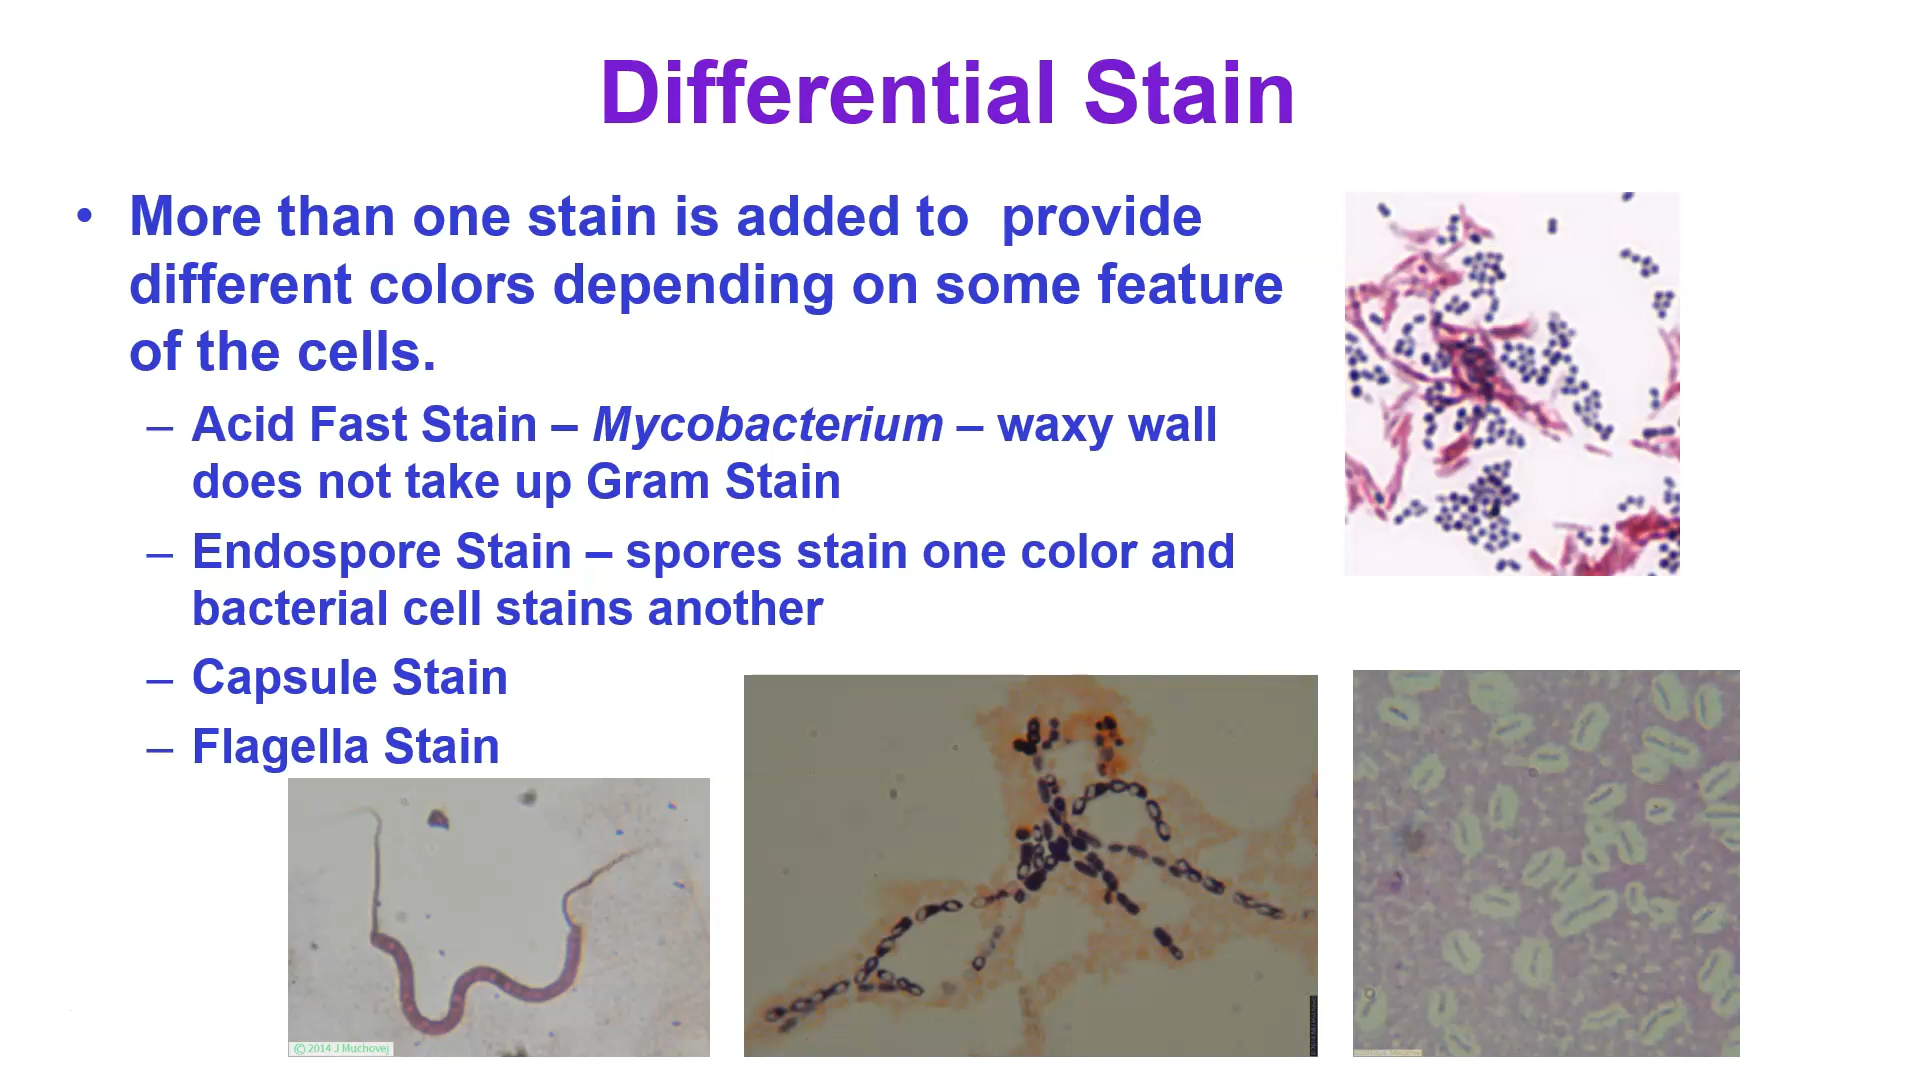 Differential Stain
• More than one stain is added to  provide
different colors depending on some feature
of the cells.
– Acid Fast Stain – Mycobacterium – waxy wall
does not take up Gram Stain
– Endospore Stain – spores stain one color and
bacterial cell stains another
– Capsule Stain
– Flagella Stain
© 2014 J Muchovej